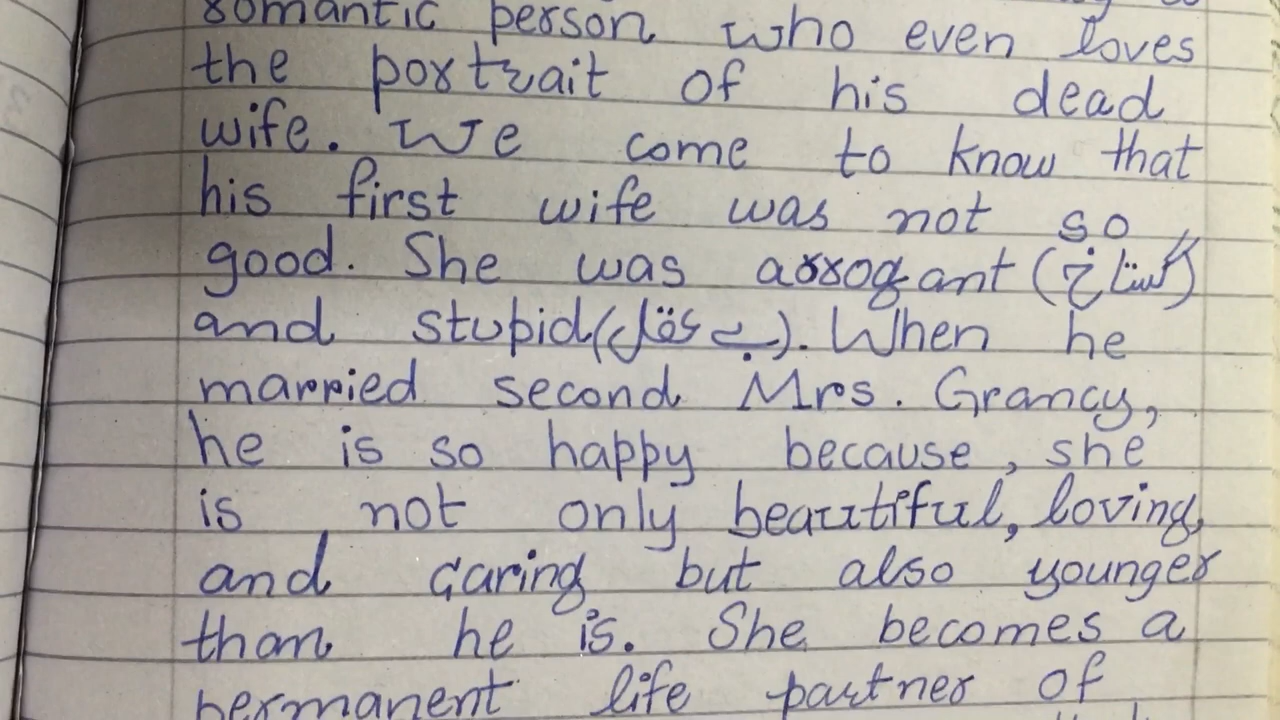 romantic person who even loves
the portrait of his dead
wife. We come to know that
his first wife was not so
good. She was arrogant (گستاخ)
and stupid (بے عقل). When he
married second Mrs. Grancy,
he is so happy because, she
is not only beautiful, loving,
and caring but also younger
than he is. She becomes a
permanent life partner of